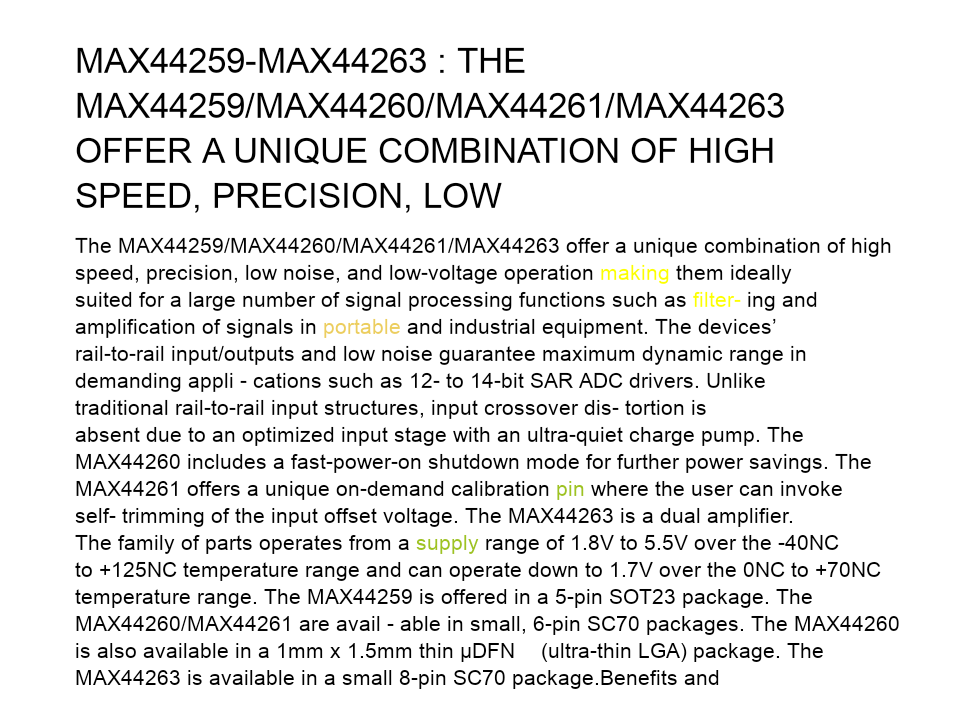 MAX44259-MAX44263 : THE
MAX44259/MAX44260/MAX44261/MAX44263
OFFER A UNIQUE COMBINATION OF HIGH
SPEED, PRECISION, LOW
The MAX44259/MAX44260/MAX44261/MAX44263 offer a unique combination of high
speed, precision, low noise, and low-voltage operation making them ideally
suited for a large number of signal processing functions such as filter- ing and
amplification of signals in portable and industrial equipment. The devices’
rail-to-rail input/outputs and low noise guarantee maximum dynamic range in
demanding appli - cations such as 12- to 14-bit SAR ADC drivers. Unlike
traditional rail-to-rail input structures, input crossover dis- tortion is
absent due to an optimized input stage with an ultra-quiet charge pump. The
MAX44260 includes a fast-power-on shutdown mode for further power savings. The
MAX44261 offers a unique on-demand calibration pin where the user can invoke
self- trimming of the input offset voltage. The MAX44263 is a dual amplifier.
The family of parts operates from a supply range of 1.8V to 5.5V over the -40NC
to +125NC temperature range and can operate down to 1.7V over the 0NC to +70NC
temperature range. The MAX44259 is offered in a 5-pin SOT23 package. The
MAX44260/MAX44261 are avail - able in small, 6-pin SC70 packages. The MAX44260
is also available in a 1mm x 1.5mm thin µDFN (ultra-thin LGA) package. The
MAX44263 is available in a small 8-pin SC70 package.Benefits and